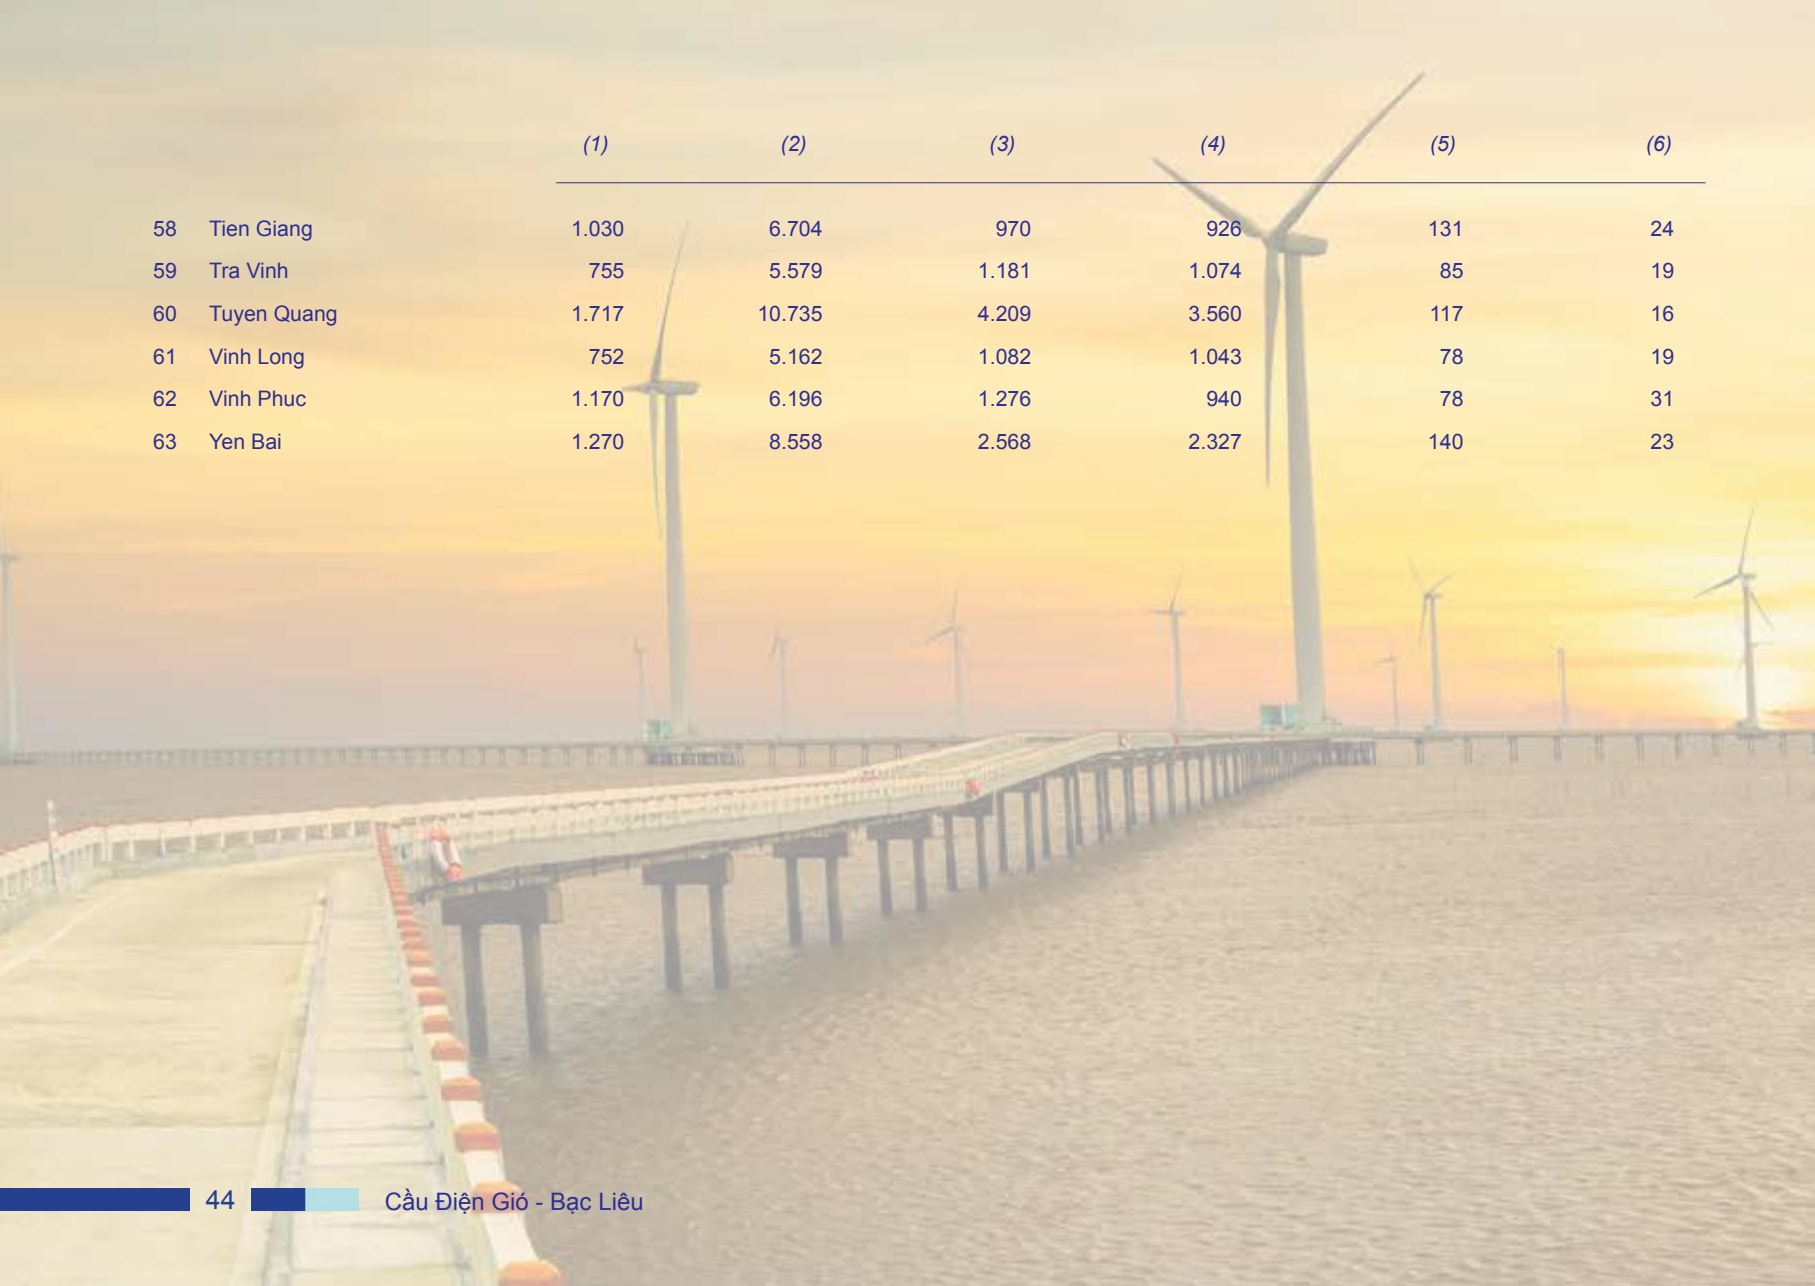 (1) (2) (3) (4) (5) (6)
58 Tien Giang 1.030 6.704 970 926 131 24
59 Tra Vinh 755 5.579 1.181 1.074 85 19
60 Tuyen Quang 1.717 10.735 4.209 3.560 117 16
61 Vinh Long 752 5.162 1.082 1.043 78 19
62 Vinh Phuc 1.170 6.196 1.276 940 78 31
63 Yen Bai 1.270 8.558 2.568 2.327 140 23
44 Cầu Điện Gió - Bạc Liêu